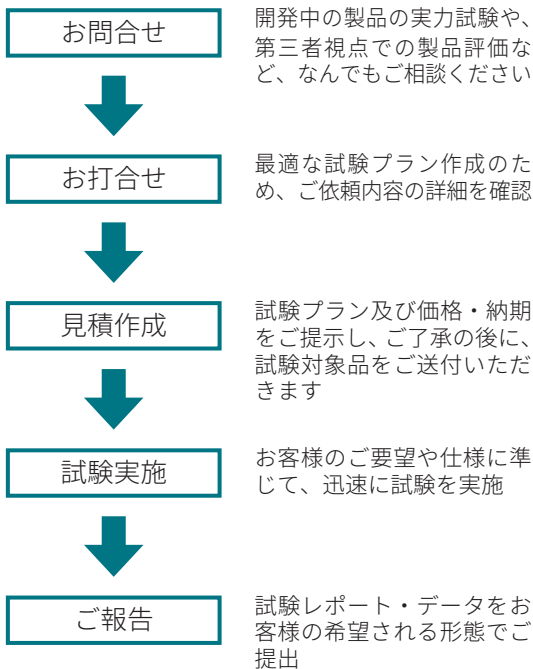 お問合せ
開発中の製品の実力試験や、
第三者視点での製品評価な
ど、なんでもご相談ください
お打合せ
最適な試験プラン作成のた
め、ご依頼内容の詳細を確認
見積作成
試験プラン及び価格・納期
をご提示し、ご了承の後に、
試験対象品をご送付いただ
きます
試験実施
お客様のご要望や仕様に準
じて、迅速に試験を実施
ご報告
試験レポート・データをお
客様の希望される形態でご
提出